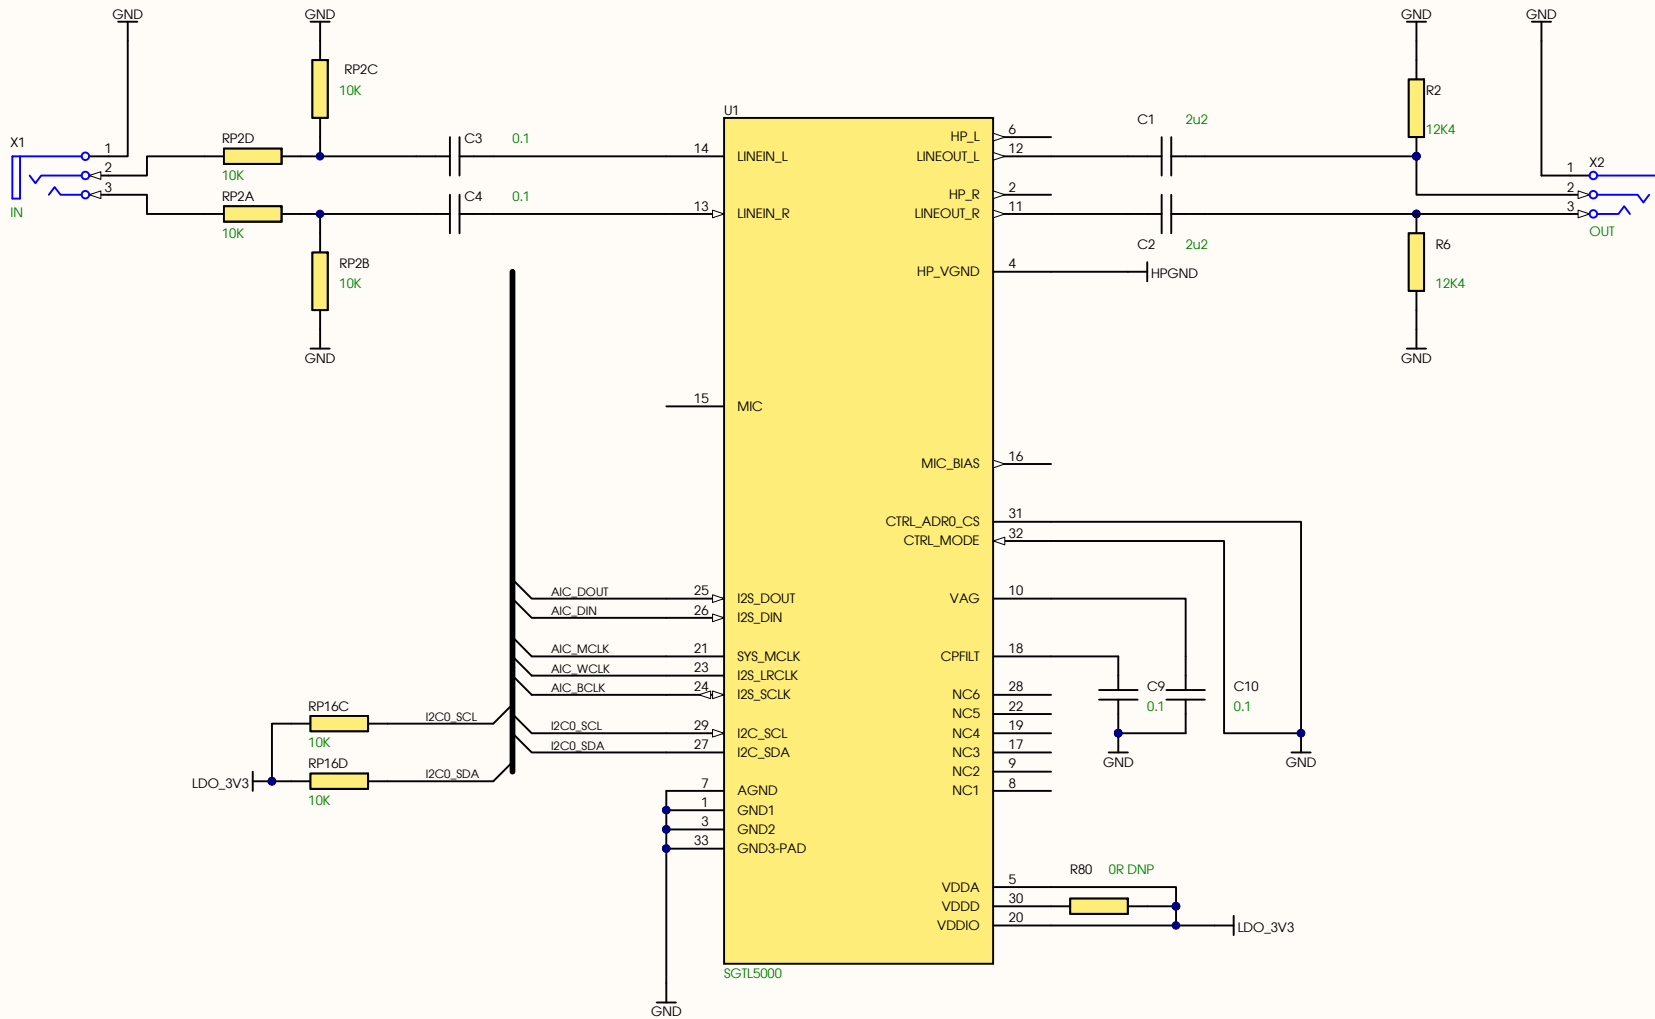 GND
GND
GND
GND
RP2C
10K
R2
12K4
X1
1
2
3
IN
RP2D
10K
RP2A
10K
C3
0.1
C4
0.1
RP2B
10K
GND
U1
14
LINEIN_L
13
LINEIN_R
15
MIC
25
I2S_DOUT
26
I2S_DIN
21
SYS_MCLK
23
I2S_LRCLK
24
I2S_SCLK
29
I2C_SCL
27
I2C_SDA
7
AGND
1
GND1
3
GND2
33
GND3-PAD
HP_L
6
LINEOUT_L
12
HP_R
2
LINEOUT_R
11
HP_VGND
4
HPGND
MIC_BIAS
16
CTRL_ADR0_CS
31
CTRL_MODE
32
VAG
10
CPFILT
18
NC6
28
NC5
22
NC4
19
NC3
17
NC2
9
NC1
8
VDDA
5
VDDD
30
VDDIO
20
SGTL5000
C1
2u2
C2
2u2
X2
1
2
3
OUT
R6
12K4
GND
AIC_DOUT
AIC_DIN
AIC_MCLK
AIC_WCLK
AIC_BCLK
I2C0_SCL
I2C0_SDA
RP16C
10K
I2C0_SCL
RP16D
10K
I2C0_SDA
LDO_3V3
C9
0.1
C10
0.1
GND
GND
R80
0R DNP
LDO_3V3
GND